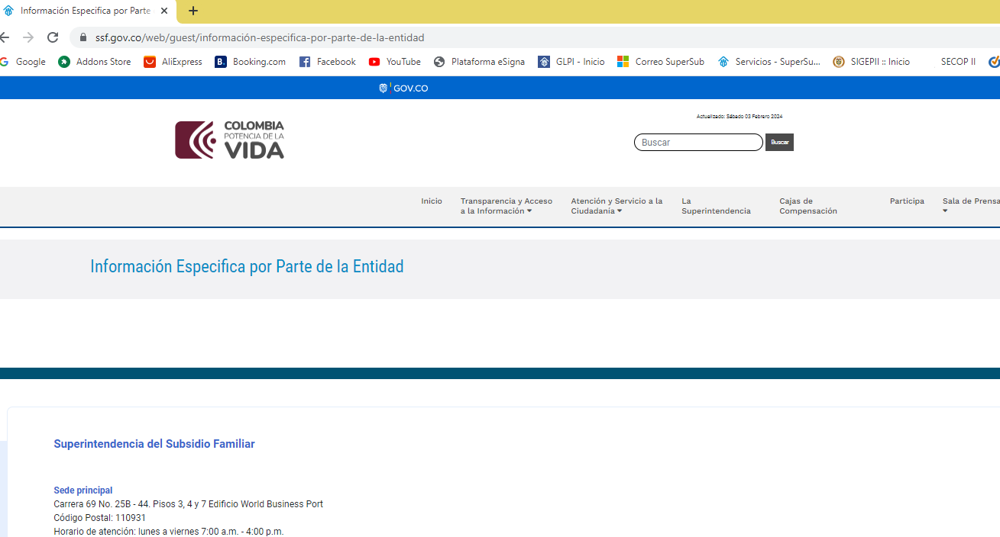 Información Especifica por Parte
ssf.gov.co/web/guest/información-especifica-por-parte-de-la-entidad
Google Addons Store AliExpress B. Booking.com Facebook YouTube Plataforma eSigna GLPI - Inicio Correo SuperSub Servicios - SuperSu... SIGEPII :: Inicio SECOP II
GOV.CO
Actualizado: Sábado 03 Febrero 2024
COLOMBIA
POTENCIA DE LA
VIDA
Buscar Buscar
Inicio
Transparencia y Acceso
a la Información
Atención y Servicio a la
Ciudadanía
La
Superintendencia
Cajas de
Compensación
Participa
Sala de Prensa
Información Especifica por Parte de la Entidad
Superintendencia del Subsidio Familiar
Sede principal
Carrera 69 No. 25B - 44. Pisos 3, 4 y 7 Edificio World Business Port
Código Postal: 110931
Horario de atención: lunes a viernes 7:00 a.m. - 4:00 p.m.